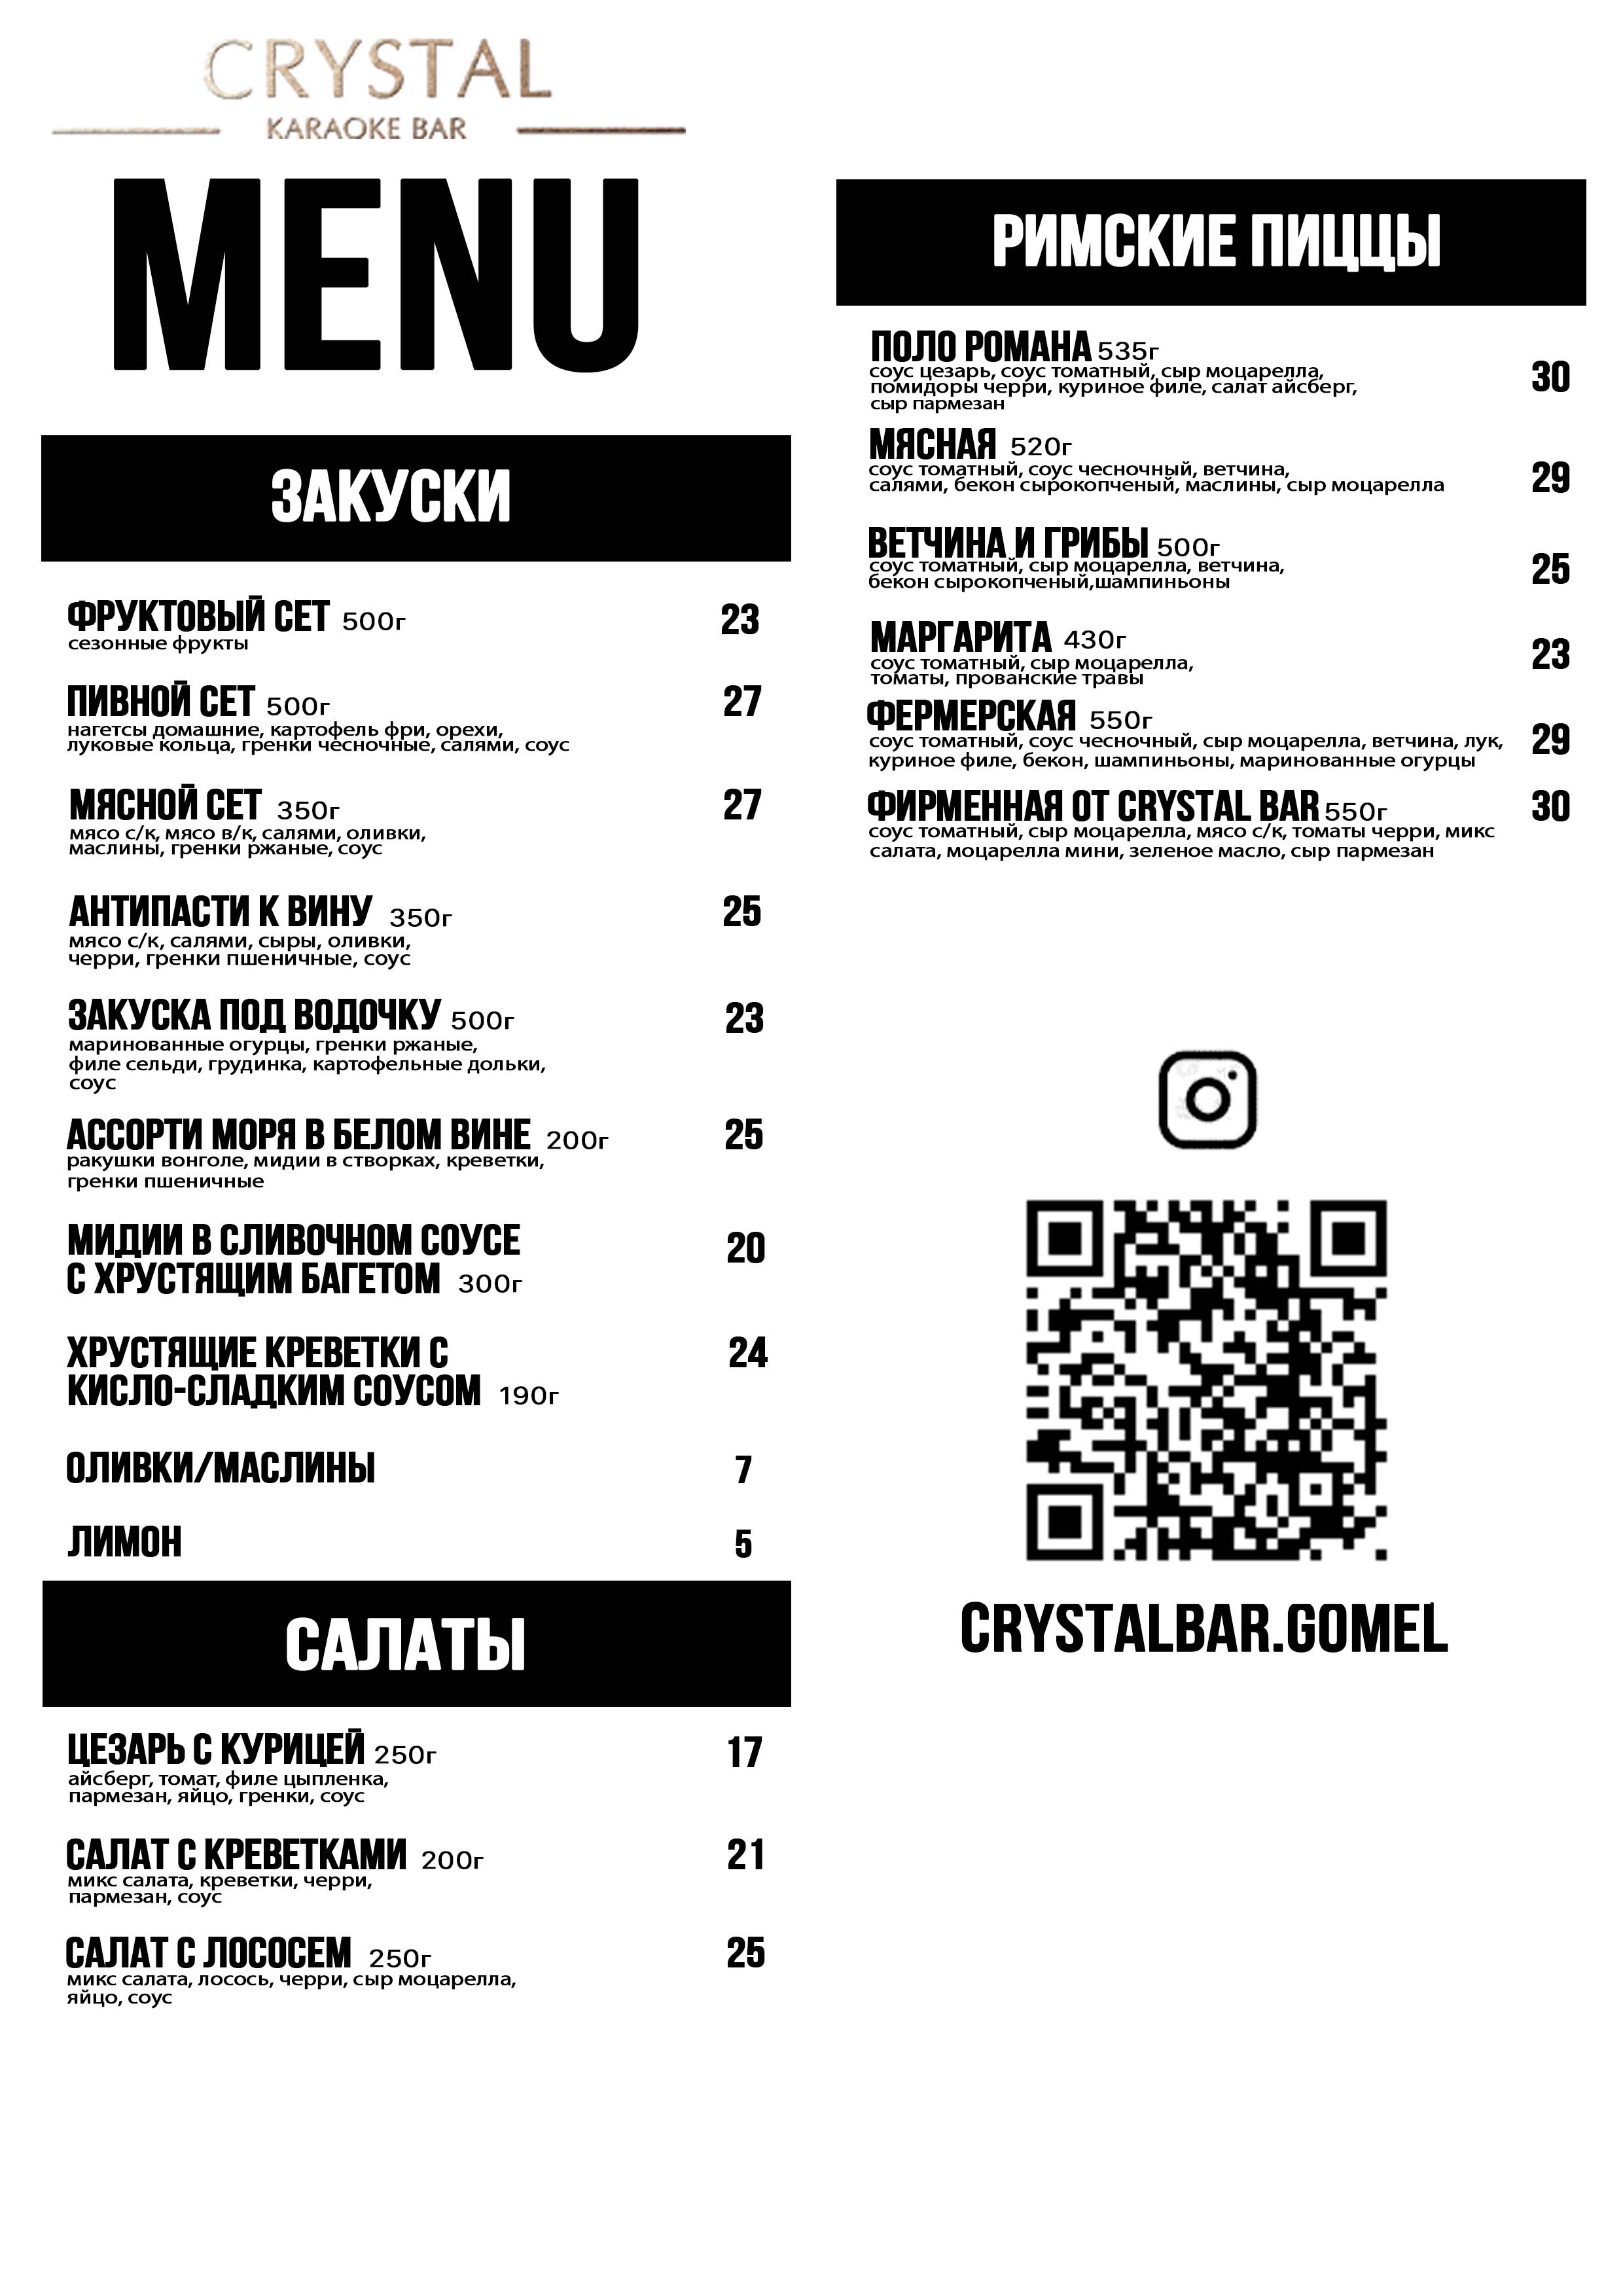 CRYSTAL
KARAOKE BAR
MENU
ЗАКУСКИ
ФРУКТОВЫЙ СЕТ 500г 23
сезонные фрукты
ПИВНОЙ СЕТ 500г 27
нагетсы домашние, картофель фри, орехи,
луковые кольца, гренки чесночные, салями, соус
МЯСНОЙ СЕТ 350г 27
мясо с/к, мясо в/к, салями, оливки,
маслины, гренки ржаные, соус
АНТИПАСТИ К ВИНУ 350г 25
мясо с/к, салями, сыры, оливки,
черри, гренки пшеничные, соус
ЗАКУСКА ПОД ВОДОЧКУ 500г 23
маринованные огурцы, гренки ржаные,
филе сельди, грудинка, картофельные дольки,
соус
АССОРТИ МОРЯ В БЕЛОМ ВИНЕ 200г 25
ракушки вонголе, мидии в створках, креветки,
гренки пшеничные
МИДИИ В СЛИВОЧНОМ СОУСЕ 20
С ХРУСТЯЩИМ БАГЕТОМ 300г
ХРУСТЯЩИЕ КРЕВЕТКИ С 24
КИСЛО-СЛАДКИМ СОУСОМ 190г
ОЛИВКИ/МАСЛИНЫ 7
ЛИМОН 5
САЛАТЫ
ЦЕЗАРЬ С КУРИЦЕЙ 250г 17
айсберг, томат, филе цыпленка,
пармезан, яйцо, гренки, соус
САЛАТ С КРЕВЕТКАМИ 200г 21
микс салата, креветки, черри,
пармезан, соус
САЛАТ С ЛОСОСЕМ 250г 25
микс салата, лосось, черри, сыр моцарелла,
яйцо, соус
РИМСКИЕ ПИЦЦЫ
ПОЛО РОМАНА 535г 30
соус цезарь, соус томатный, сыр моцарелла,
помидоры черри, куриное филе, салат айсберг,
сыр пармезан
МЯСНАЯ 520г 29
соус томатный, соус чесночный, ветчина,
салями, бекон сырокопченый, маслины, сыр моцарелла
ВЕТЧИНА И ГРИБЫ 500г 25
соус томатный, сыр моцарелла, ветчина,
бекон сырокопченый,шампиньоны
МАРГАРИТА 430г 23
соус томатный, сыр моцарелла,
томаты, прованские травы
ФЕРМЕРСКАЯ 550г 29
соус томатный, соус чесночный, сыр моцарелла, ветчина, лук,
куриное филе, бекон, шампиньоны, маринованные огурцы
ФИРМЕННАЯ ОТ CRYSTAL BAR 550г 30
соус томатный, сыр моцарелла, мясо с/к, томаты черри, микс
салата, моцарелла мини, зеленое масло, сыр пармезан
CRYSTALBAR.GOMEL